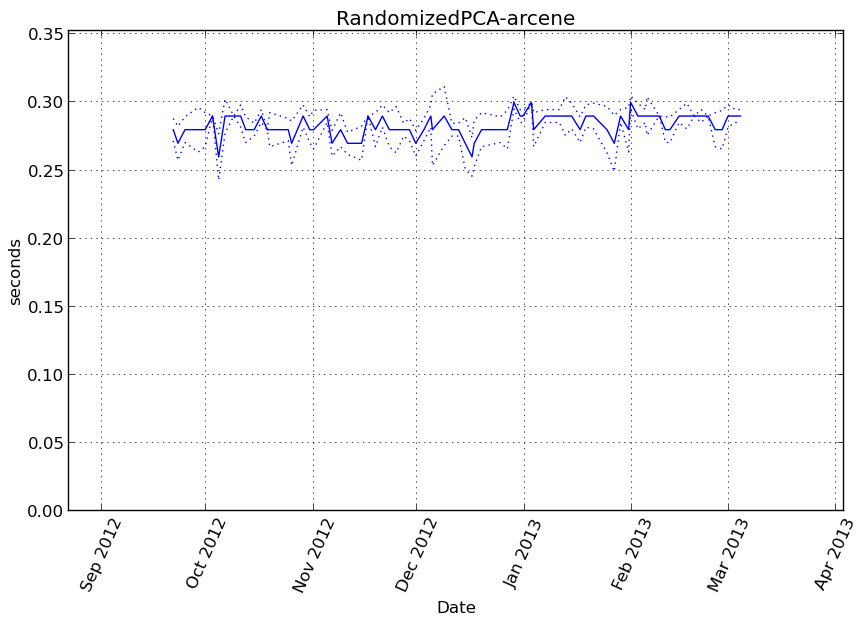 RandomizedPCA-arcene
0.35
0.30
0.25
0.20
0.15
0.10
0.05
0.00
seconds
Sep 2012
Oct 2012
Nov 2012
Dec 2012
Jan 2013
Feb 2013
Mar 2013
Apr 2013
Date